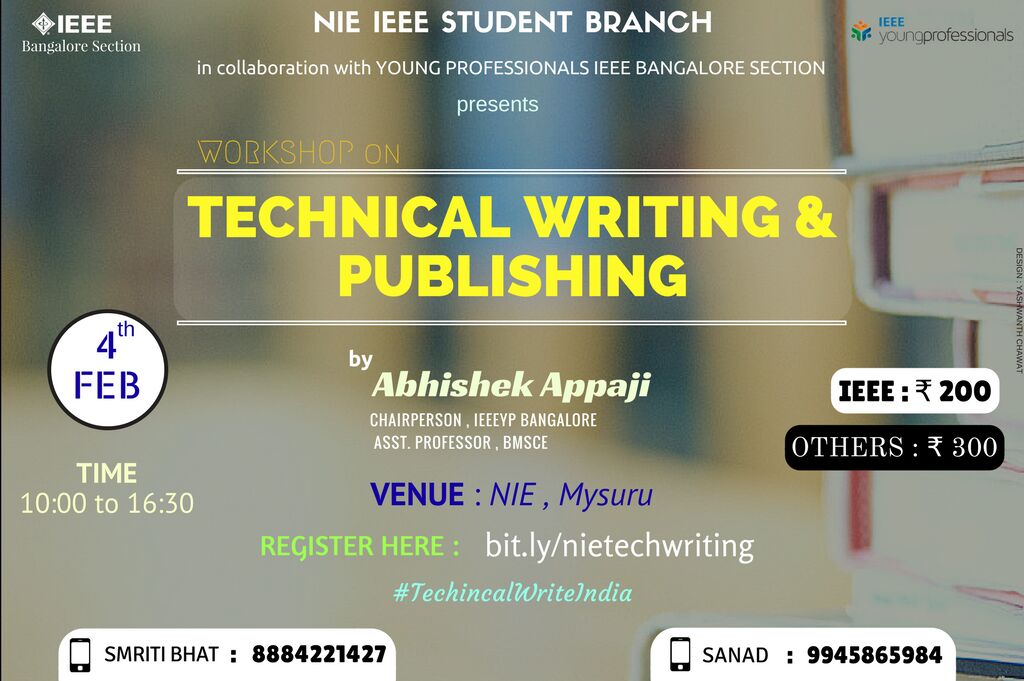 IEEE
Bangalore Section
NIE IEEE STUDENT BRANCH
IEEE
youngprofessionals
in collaboration with YOUNG PROFESSIONALS IEEE BANGALORE SECTION
presents
WORKSHOP ON
TECHNICAL WRITING &
PUBLISHING
DESIGN : YASHWANTH CHAWAT
4th
FEB
TIME
10:00 to 16:30
by
Abhishek Appaji
CHAIRPERSON , IEEEYP BANGALORE
ASST. PROFESSOR , BMSCE
IEEE : ₹ 200
OTHERS : ₹ 300
VENUE : NIE , Mysuru
REGISTER HERE : bit.ly/nietechwriting
#TechincalWriteIndia
SMRITI BHAT : 8884221427
SANAD : 9945865984